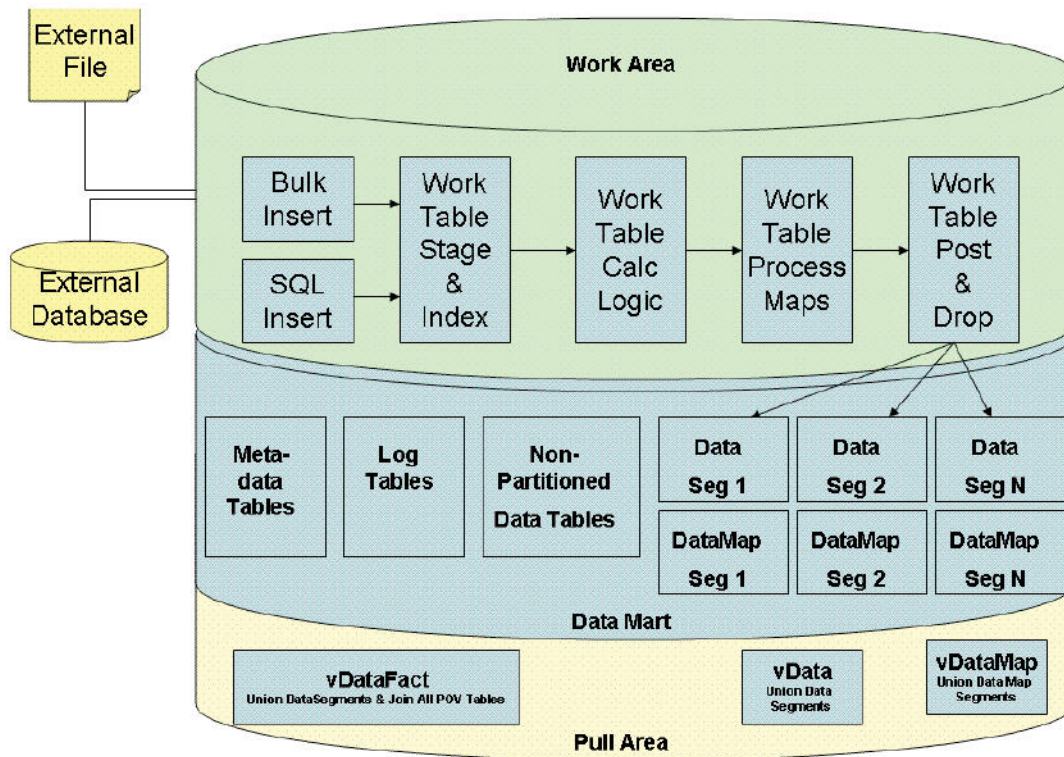 External
File
Work Area
Bulk
Insert
SQL
Insert
Work
Table
Stage
&
Index
Work
Table
Calc
Logic
Work
Table
Process
Maps
Work
Table
Post
&
Drop
External
Database
Meta-
data
Tables
Log
Tables
Non-
Partitioned
Data Tables
Data
Seg 1
Data
Seg 2
Data
Seg N
DataMap
Seg 1
DataMap
Seg 2
DataMap
Seg N
Data Mart
vDataFact
Union DataSegments & Join All POV Tables
vData
Union Data
Segments
vDataMap
Union DataMap
Segments
Pull Area